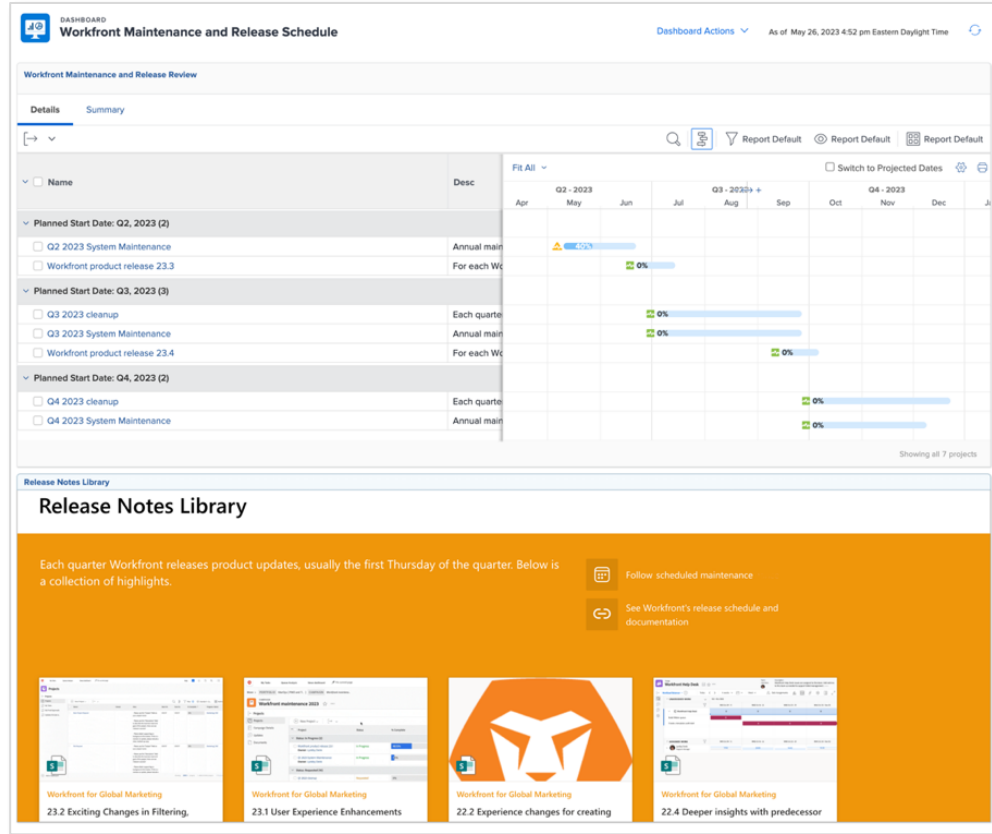 DASHBOARD
Workfront Maintenance and Release Schedule
Dashboard Actions
As of May 26, 2023 4:52 pm Eastern Daylight Time
Workfront Maintenance and Release Review
Details Summary
Report Default Report Default Report Default
Fit All Switch to Projected Dates
Name Desc
Q2 - 2023 Q3 - 2023 Q4 - 2023
Apr May Jun Jul Aug Sep Oct Nov Dec
Planned Start Date: Q2, 2023 (2)
Q2 2023 System Maintenance Annual main 40%
Workfront product release 23.3 For each Wo 0%
Planned Start Date: Q3, 2023 (3)
Q3 2023 cleanup Each quarte 0%
Q3 2023 System Maintenance Annual main 0%
Workfront product release 23.4 For each Wo 0%
Planned Start Date: Q4, 2023 (2)
Q4 2023 cleanup Each quarte 0%
Q4 2023 System Maintenance Annual main 0%
Showing all 7 projects
Release Notes Library
Release Notes Library
Each quarter Workfront releases product updates, usually the first Thursday of the quarter. Below is
a collection of highlights.
Follow scheduled maintenance
See Workfront's release schedule and
documentation
Projects
Workfront maintenance 2023
Workfront Help Desk
Workfront for Global Marketing
23.2 Exciting Changes in Filtering,
Workfront for Global Marketing
23.1 User Experience Enhancements
Workfront for Global Marketing
22.2 Experience changes for creating
Workfront for Global Marketing
22.4 Deeper insights with predecessor